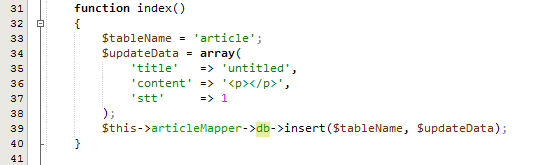 31 function index()
32 {
33 $tableName = 'article';
34 $updateData = array(
35 'title' => 'untitled',
36 'content' => '<p></p>',
37 'stt' => 1
38 );
39 $this->articleMapper->db->insert($tableName, $updateData);
40 }
41